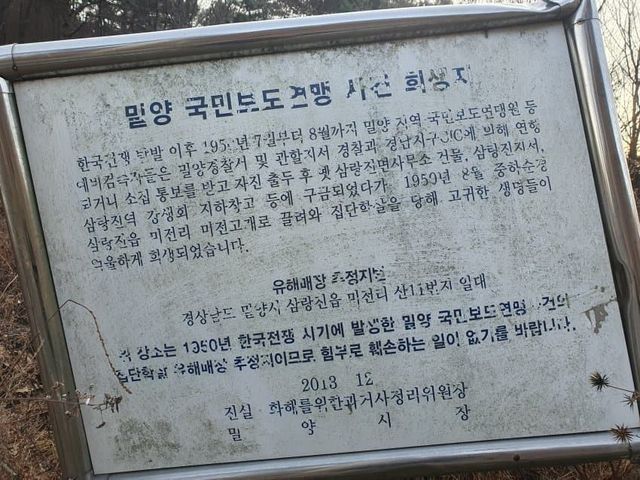 밀양 국민보도연맹 사건 희생지
한국전쟁 발발 이후 1950년 7월부터 8월까지 밀양 지역 국민보도연맹원 등
예비검속자들은 밀양경찰서 및 관할지서 경찰과 경남지구CIC에 의해 연행
되거나 소집 통보를 받고 자진 출두 후 옛 삼랑진면사무소 건물, 삼랑진지서,
삼랑진역 강생회 지하창고 등에 구금되었다가 1950년 8월 중하순경
삼랑진읍 미전리 미전고개로 끌려와 집단학살을 당해 고귀한 생명들이
억울하게 희생되었습니다.
유해매장 추정지번
경상남도 밀양시 삼랑진읍 미전리 산11번지 일대
장소는 1950년 한국전쟁 시기에 발생한 밀양 국민보도연맹 사건의
집단학살 유해매장 추정지이므로 함부로 훼손하는 일이 없기를 바랍니다.
2013 12
진실 화해를위한과거사정리위원장
밀 양 시 장